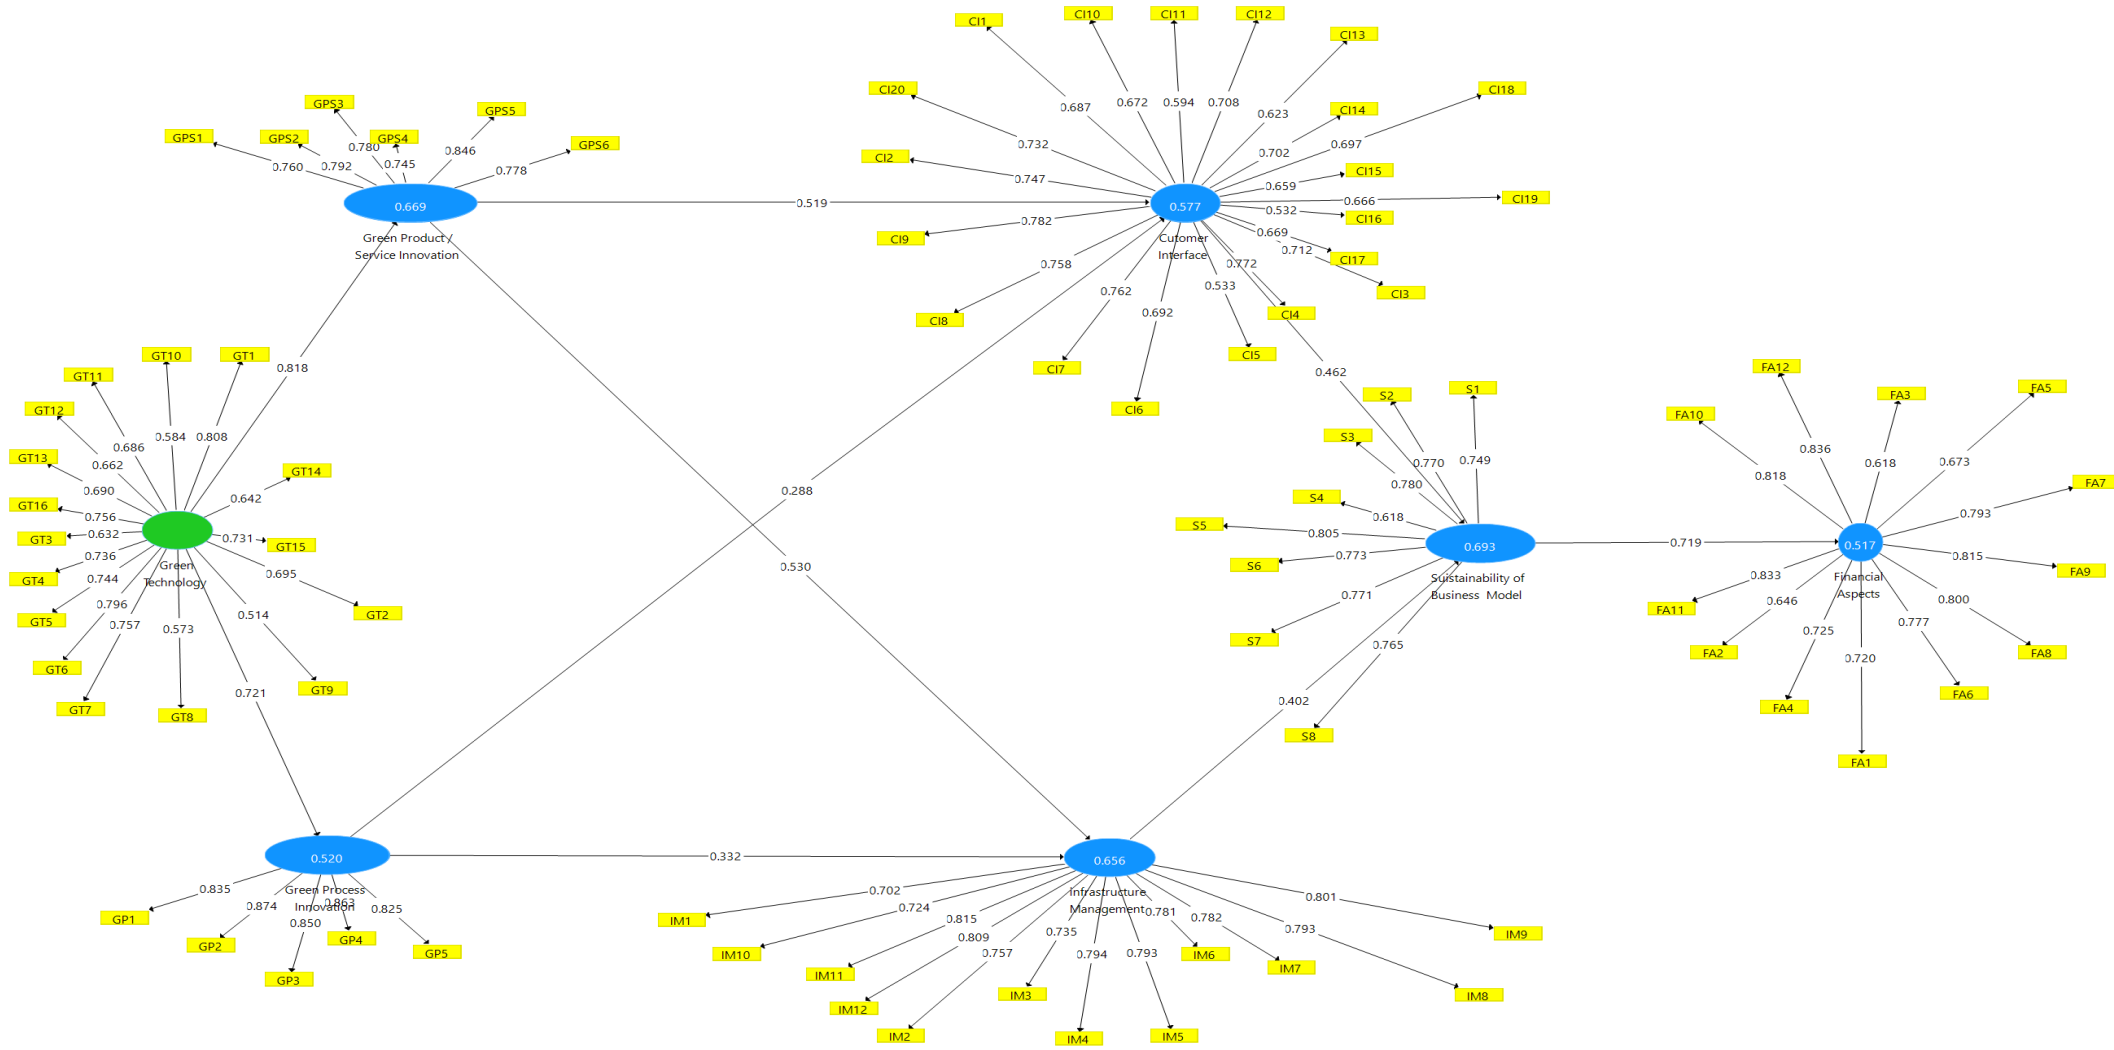 CI1
CI10
CI11
CI12
CI13
CI20
CI18
CI14
CI2
CI15
CI19
CI16
CI9
CI17
CI3
CI8
CI4
CI7
CI5
CI6
0.687
0.672
0.594
0.708
0.623
0.732
0.702
0.697
0.747
0.659
0.666
0.532
0.782
0.669
0.712
0.758
0.772
0.762
0.533
0.692
0.577
Cutomer
Interface
GPS1
GPS2
GPS3
GPS4
GPS5
GPS6
0.760
0.792
0.780
0.745
0.846
0.778
0.669
Green Product /
Service Innovation
0.519
0.818
0.288
0.530
0.462
GT10
GT1
GT11
GT12
GT13
GT14
GT16
GT3
GT15
GT4
GT2
GT5
GT6
GT9
GT7
GT8
0.584
0.808
0.686
0.662
0.690
0.642
0.756
0.632
0.731
0.736
0.695
0.744
0.796
0.514
0.757
0.573
Green
Technology
0.721
S1
S2
S3
S4
S5
S6
S7
S8
0.749
0.770
0.780
0.618
0.805
0.773
0.771
0.765
0.693
Suistainability of
Business Model
0.719
0.402
FA12
FA3
FA5
FA10
FA7
FA9
FA11
FA2
FA8
FA4
FA6
FA1
0.836
0.618
0.673
0.818
0.793
0.815
0.833
0.646
0.800
0.725
0.777
0.720
0.517
Financial
Aspects
0.520
Green Process
Innovation
0.835
0.874
0.850
0.863
0.825
GP1
GP2
GP3
GP4
GP5
0.332
0.656
Infrastructure
Management
0.702
0.724
0.815
0.809
0.757
0.735
0.794
0.793
0.781
0.782
0.793
0.801
IM1
IM10
IM11
IM12
IM2
IM3
IM4
IM5
IM6
IM7
IM8
IM9